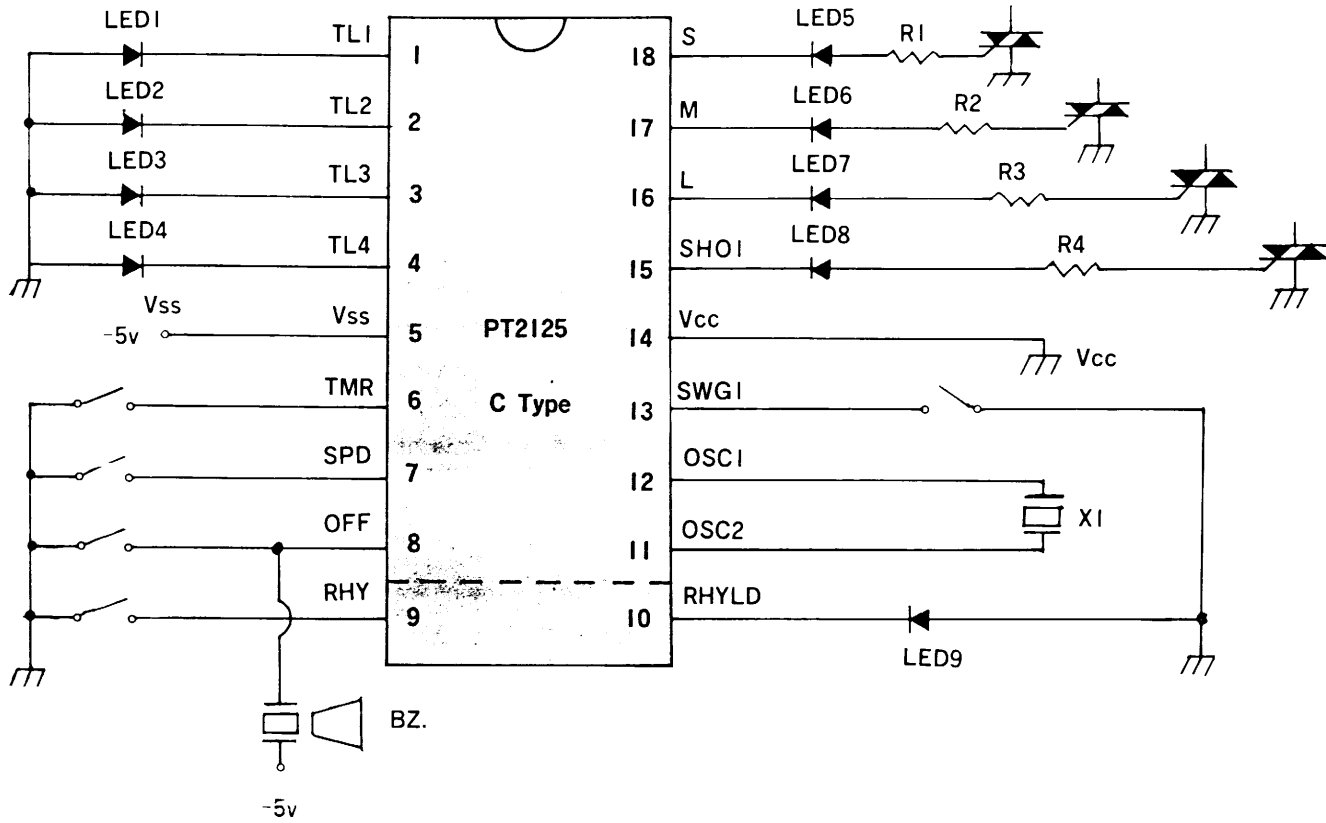 LED1
TL1
1
LED2
TL2
2
LED3
TL3
3
LED4
TL4
4
Vss
-5v
Vss
5
TMR
6
SPD
7
OFF
8
RHY
9
BZ.
-5v
PT2125
C Type
18
S
LED5
R1
17
M
LED6
R2
16
L
LED7
R3
15
SHO1
LED8
R4
14
Vcc
Vcc
13
SWG1
12
OSC1
X1
11
OSC2
10
RHYLD
LED9